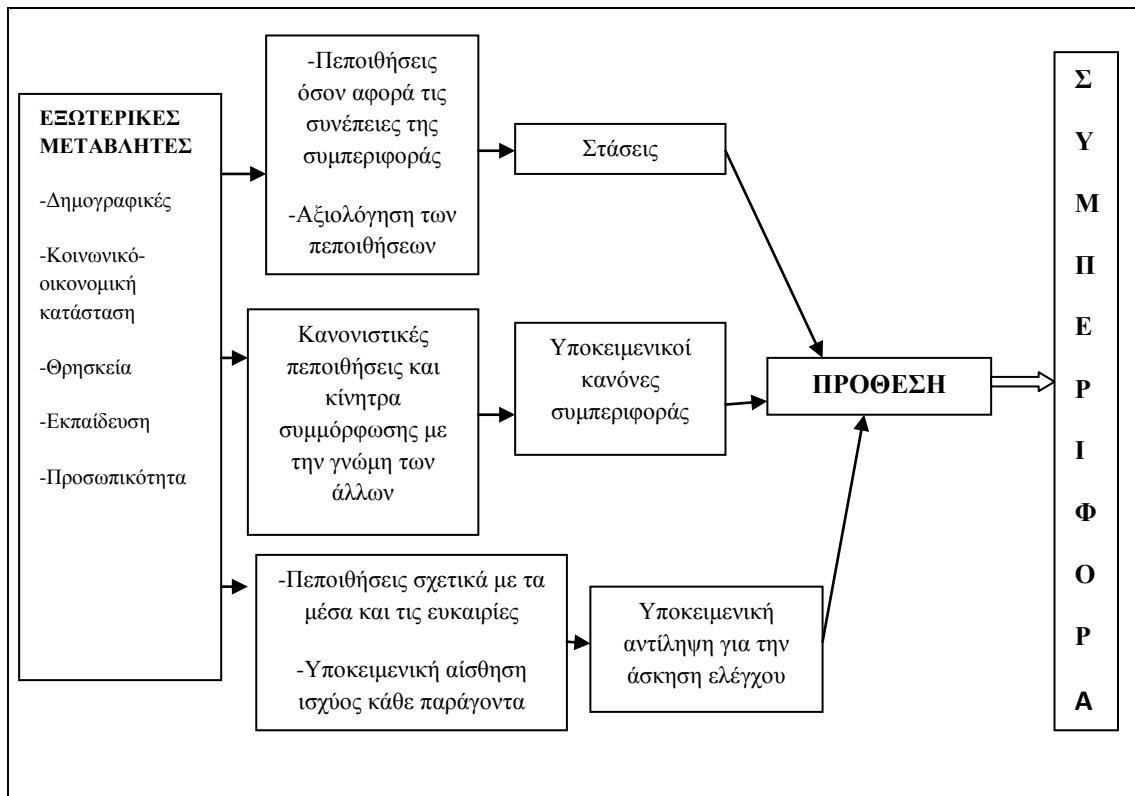 ΕΞΩΤΕΡΙΚΕΣ
ΜΕΤΑΒΛΗΤΕΣ
-Δημογραφικές
-Κοινωνικό-
οικονομική
κατάσταση
-Θρησκεία
-Εκπαίδευση
-Προσωπικότητα
-Πεποιθήσεις
όσον αφορά τις
συνέπειες της
συμπεριφοράς
-Αξιολόγηση των
πεποιθήσεων
Στάσεις
Κανονιστικές
πεποιθήσεις και
κίνητρα
συμμόρφωσης με
την γνώμη των
άλλων
Υποκειμενικοί
κανόνες
συμπεριφοράς
-Πεποιθήσεις σχετικά με τα
μέσα και τις ευκαιρίες
-Υποκειμενική αίσθηση
ισχύος κάθε παράγοντα
Υποκειμενική
αντίληψη για την
άσκηση ελέγχου
ΠΡΟΘΕΣΗ
Σ
Υ
Μ
Π
Ε
Ρ
Ι
Φ
Ο
Ρ
Α